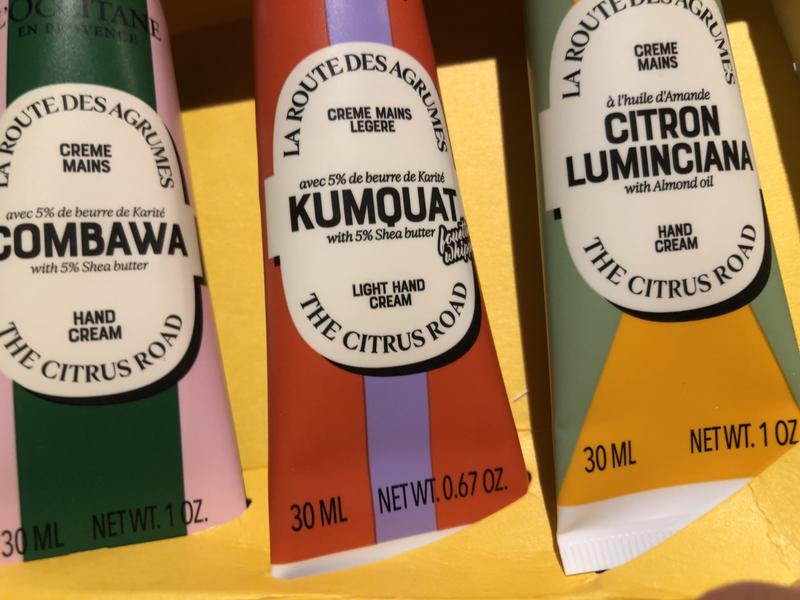 L'OCCITANE
EN PROVENCE
LA ROUTE DES AGRUMES
CREME
MAINS
avec 5% de beurre de Karité
COMBAWA
with 5% Shea butter
HAND
CREAM
THE CITRUS ROAD
30 ML NET WT. 1 OZ.
LA ROUTE DES AGRUMES
CREME MAINS
LEGERE
avec 5% de beurre de Karité
KUMQUAT
with 5% Shea butter
LIGHT HAND
CREAM
THE CITRUS ROAD
30 ML NET WT. 0.67 OZ.
LA ROUTE DES AGRUMES
CREME
MAINS
à l'huile d'Amande
CITRON
LUMINCIANA
with Almond oil
HAND
CREAM
THE CITRUS ROAD
30 ML NET WT. 1 OZ